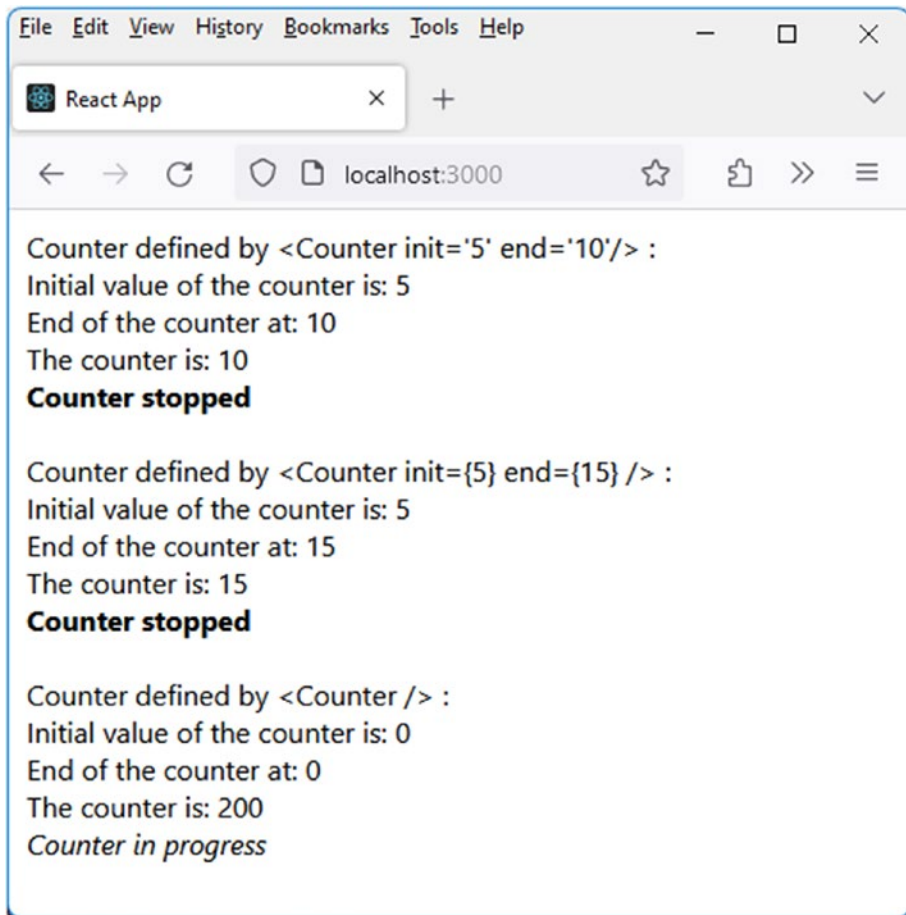 File Edit View History Bookmarks Tools Help
React App
localhost:3000
Counter defined by <Counter init='5' end='10'/> :
Initial value of the counter is: 5
End of the counter at: 10
The counter is: 10
Counter stopped
Counter defined by <Counter init={5} end={15} /> :
Initial value of the counter is: 5
End of the counter at: 15
The counter is: 15
Counter stopped
Counter defined by <Counter /> :
Initial value of the counter is: 0
End of the counter at: 0
The counter is: 200
Counter in progress